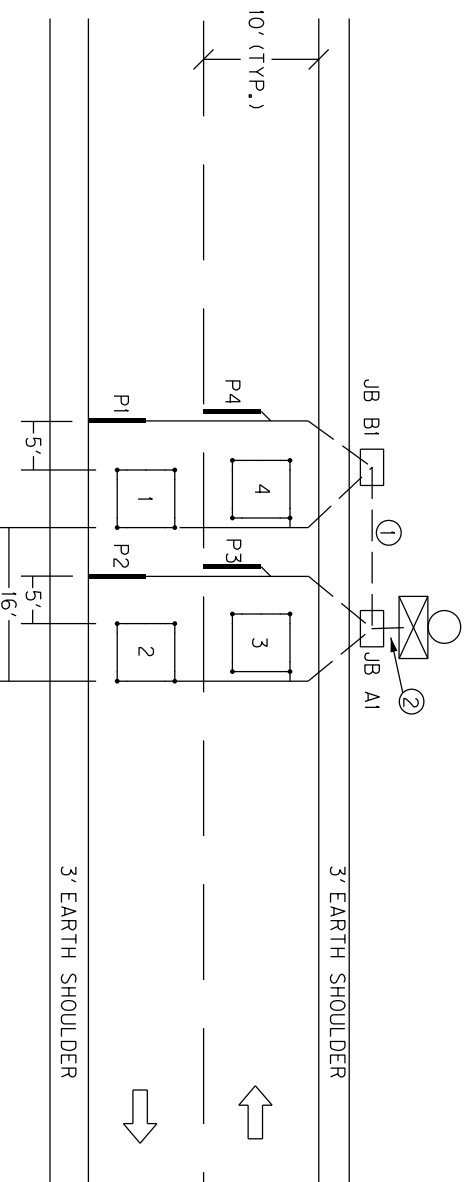 10' (TYP.)
JB B1
1
JB A1
2
P4
P1
4
1
P3
P2
3
2
5'
5'
16'
3' EARTH SHOULDER
3' EARTH SHOULDER